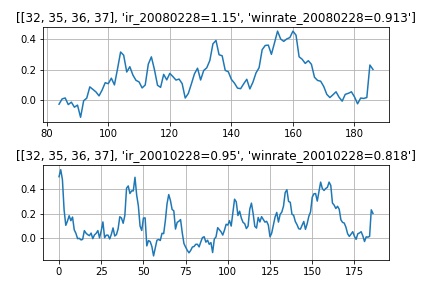 [[32, 35, 36, 37], 'ir_20080228=1.15', 'winrate_20080228=0.913']
0.4
0.2
0.0
80 100 120 140 160 180
[[32, 35, 36, 37], 'ir_20010228=0.95', 'winrate_20010228=0.818']
0.4
0.2
0.0
0 25 50 75 100 125 150 175